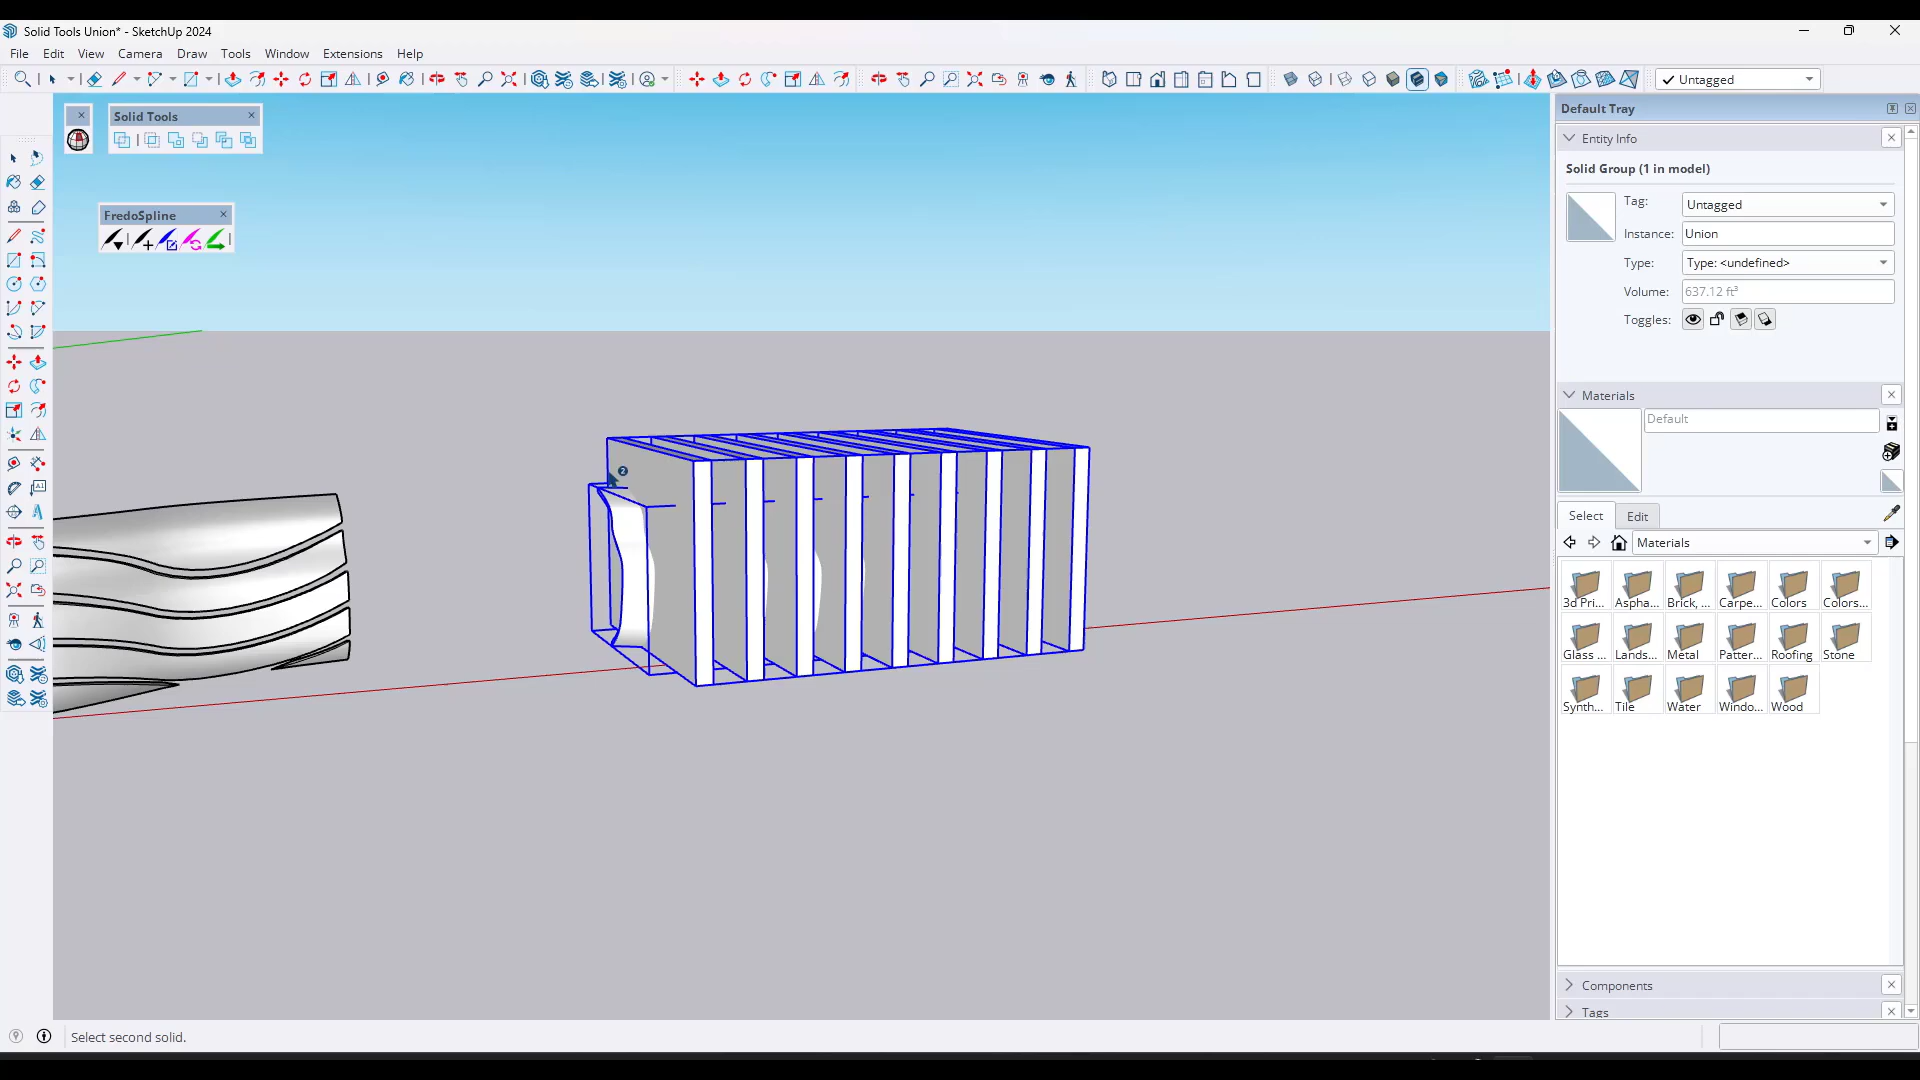 Solid Tools Union* - SketchUp 2024
File Edit View Camera Draw Tools Window Extensions Help
Untagged
Solid Tools
FredoSpline
2
Default Tray
Entity Info
Solid Group (1 in model)
Tag: Untagged
Instance: Union
Type: Type: <undefined>
Volume: 637.12 ft³
Toggles:
Materials
Default
Select Edit
Materials
3d Pri... Aspha... Brick, ... Carpe... Colors Colors...
Glass ... Lands... Metal Patter... Roofing Stone
Synth... Tile Water Windo... Wood
Components
Tags
Select second solid.